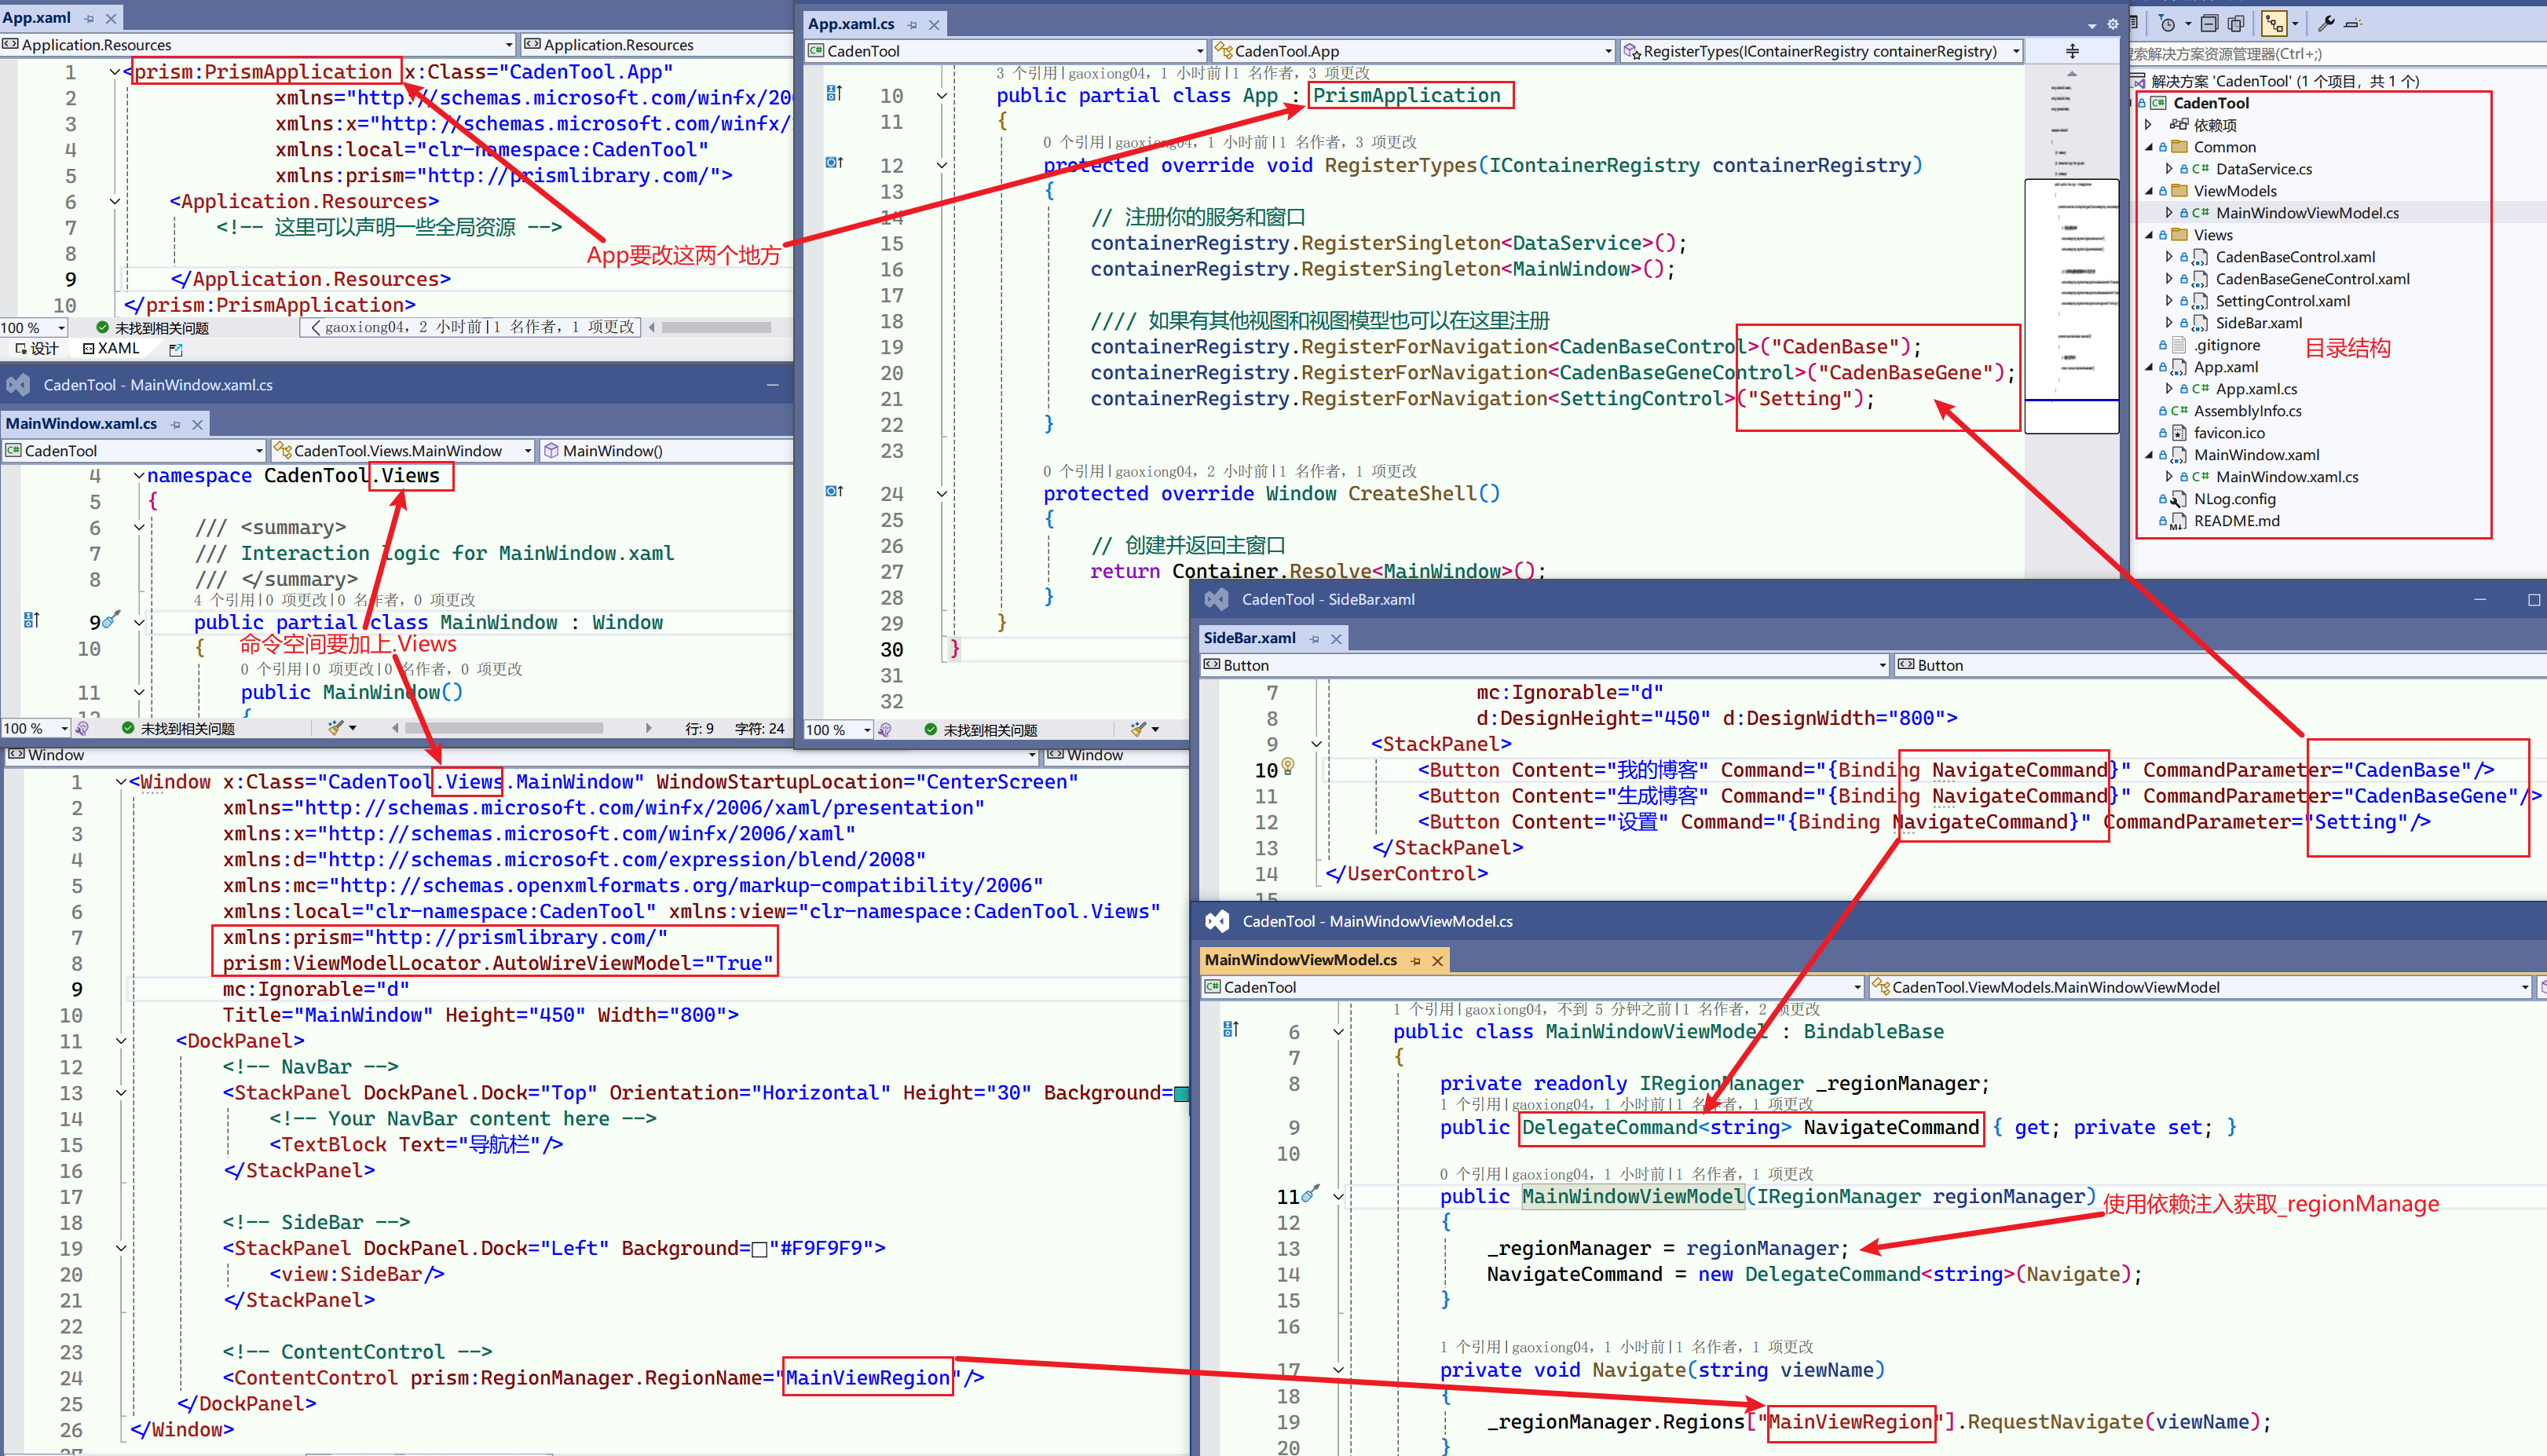 App.xaml
Application.Resources
Application.Resources
1 <prism:PrismApplication x:Class="CadenTool.App"
2 xmlns="http://schemas.microsoft.com/winfx/200
3 xmlns:x="http://schemas.microsoft.com/winfx/
4 xmlns:local="clr-namespace:CadenTool"
5 xmlns:prism="http://prismlibrary.com/">
6 <Application.Resources>
7 <!-- 这里可以声明一些全局资源 -->
8
9 </Application.Resources>
10 </prism:PrismApplication>
App要改这两个地方
100 % 未找到相关问题 gaoxiong04, 2 小时前|1 名作者, 1 项更改
设计 XAML
CadenTool - MainWindow.xaml.cs
MainWindow.xaml.cs
CadenTool CadenTool.Views.MainWindow MainWindow()
4 namespace CadenTool.Views
5 {
6 /// <summary>
7 /// Interaction logic for MainWindow.xaml
8 /// </summary>
4 个引用|0 项更改|0 名作者, 0 项更改
9 public partial class MainWindow : Window
命令空间要加上.Views
10 {
0 个引用|0 项更改|0 名作者, 0 项更改
11 public MainWindow()
12 {
100 % 未找到相关问题 行: 9 字符: 24
Window Window
1 <Window x:Class="CadenTool.Views.MainWindow" WindowStartupLocation="CenterScreen"
2 xmlns="http://schemas.microsoft.com/winfx/2006/xaml/presentation"
3 xmlns:x="http://schemas.microsoft.com/winfx/2006/xaml"
4 xmlns:d="http://schemas.microsoft.com/expression/blend/2008"
5 xmlns:mc="http://schemas.openxmlformats.org/markup-compatibility/2006"
6 xmlns:local="clr-namespace:CadenTool" xmlns:view="clr-namespace:CadenTool.Views"
7 xmlns:prism="http://prismlibrary.com/"
8 prism:ViewModelLocator.AutoWireViewModel="True"
9 mc:Ignorable="d"
10 Title="MainWindow" Height="450" Width="800">
11 <DockPanel>
12 <!-- NavBar -->
13 <StackPanel DockPanel.Dock="Top" Orientation="Horizontal" Height="30" Background=
14 <!-- Your NavBar content here -->
15 <TextBlock Text="导航栏"/>
16 </StackPanel>
17
18 <!-- SideBar -->
19 <StackPanel DockPanel.Dock="Left" Background="#F9F9F9">
20 <view:SideBar/>
21 </StackPanel>
22
23 <!-- ContentControl -->
24 <ContentControl prism:RegionManager.RegionName="MainViewRegion"/>
25 </DockPanel>
26 </Window>
27
App.xaml.cs
CadenTool CadenTool.App RegisterTypes(IContainerRegistry containerRegistry)
3 个引用|gaoxiong04, 1 小时前|1 名作者, 3 项更改
10 public partial class App : PrismApplication
11 {
0 个引用|gaoxiong04, 1 小时前|1 名作者, 3 项更改
12 protected override void RegisterTypes(IContainerRegistry containerRegistry)
13 {
14 // 注册你的服务和窗口
15 containerRegistry.RegisterSingleton<DataService>();
16 containerRegistry.RegisterSingleton<MainWindow>();
17
18 //// 如果有其他视图和视图模型也可以在这里注册
19 containerRegistry.RegisterForNavigation<CadenBaseControl>("CadenBase");
20 containerRegistry.RegisterForNavigation<CadenBaseGeneControl>("CadenBaseGene");
21 containerRegistry.RegisterForNavigation<SettingControl>("Setting");
22 }
23
0 个引用|gaoxiong04, 2 小时前|1 名作者, 1 项更改
24 protected override Window CreateShell()
25 {
26 // 创建并返回主窗口
27 return Container.Resolve<MainWindow>();
28 }
29 }
30 }
31
32
100 % 未找到相关问题
搜索解决方案资源管理器(Ctrl+;)
解决方案 'CadenTool' (1 个项目, 共 1 个)
CadenTool
依赖项
Common
DataService.cs
ViewModels
MainWindowViewModel.cs
Views
CadenBaseControl.xaml
CadenBaseGeneControl.xaml
SettingControl.xaml
SideBar.xaml
.gitignore
目录结构
App.xaml
App.xaml.cs
AssemblyInfo.cs
favicon.ico
MainWindow.xaml
MainWindow.xaml.cs
NLog.config
README.md
CadenTool - SideBar.xaml
SideBar.xaml
Button Button
7 mc:Ignorable="d"
8 d:DesignHeight="450" d:DesignWidth="800">
9 <StackPanel>
10 <Button Content="我的博客" Command="{Binding NavigateCommand}" CommandParameter="CadenBase"/>
11 <Button Content="生成博客" Command="{Binding NavigateCommand}" CommandParameter="CadenBaseGene"/>
12 <Button Content="设置" Command="{Binding NavigateCommand}" CommandParameter="Setting"/>
13 </StackPanel>
14 </UserControl>
15
CadenTool - MainWindowViewModel.cs
MainWindowViewModel.cs
CadenTool CadenTool.ViewModels.MainWindowViewModel
1 个引用|gaoxiong04, 不到 5 分钟之前|1 名作者, 2 项更改
6 public class MainWindowViewModel : BindableBase
7 {
8 private readonly IRegionManager _regionManager;
1 个引用|gaoxiong04, 1 小时前|1 名作者, 1 项更改
9 public DelegateCommand<string> NavigateCommand { get; private set; }
10
0 个引用|gaoxiong04, 1 小时前|1 名作者, 1 项更改
11 public MainWindowViewModel(IRegionManager regionManager)
使用依赖注入获取_regionManage
12 {
13 _regionManager = regionManager;
14 NavigateCommand = new DelegateCommand<string>(Navigate);
15 }
16
1 个引用|gaoxiong04, 1 小时前|1 名作者, 1 项更改
17 private void Navigate(string viewName)
18 {
19 _regionManager.Regions["MainViewRegion"].RequestNavigate(viewName);
20 }